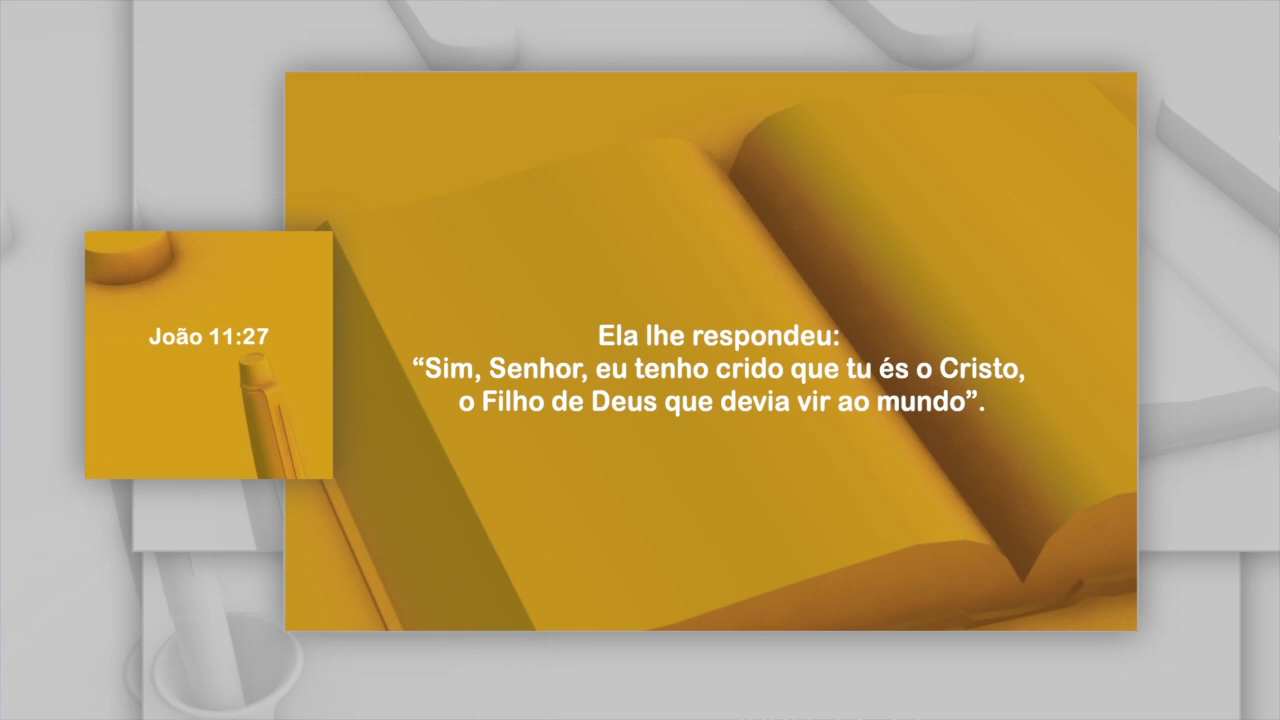 João 11:27
Ela lhe respondeu:
“Sim, Senhor, eu tenho crido que tu és o Cristo,
o Filho de Deus que devia vir ao mundo”.